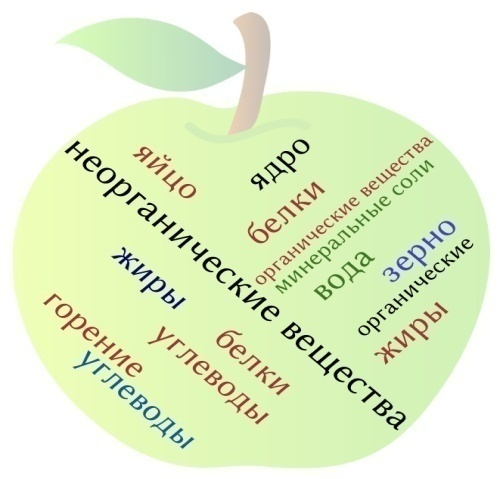 неорганические вещества
яйцо
ядро
белки
органические вещества
минеральные соли
вода
зерно
органические
жиры
жиры
белки
углеводы
горение
углеводы